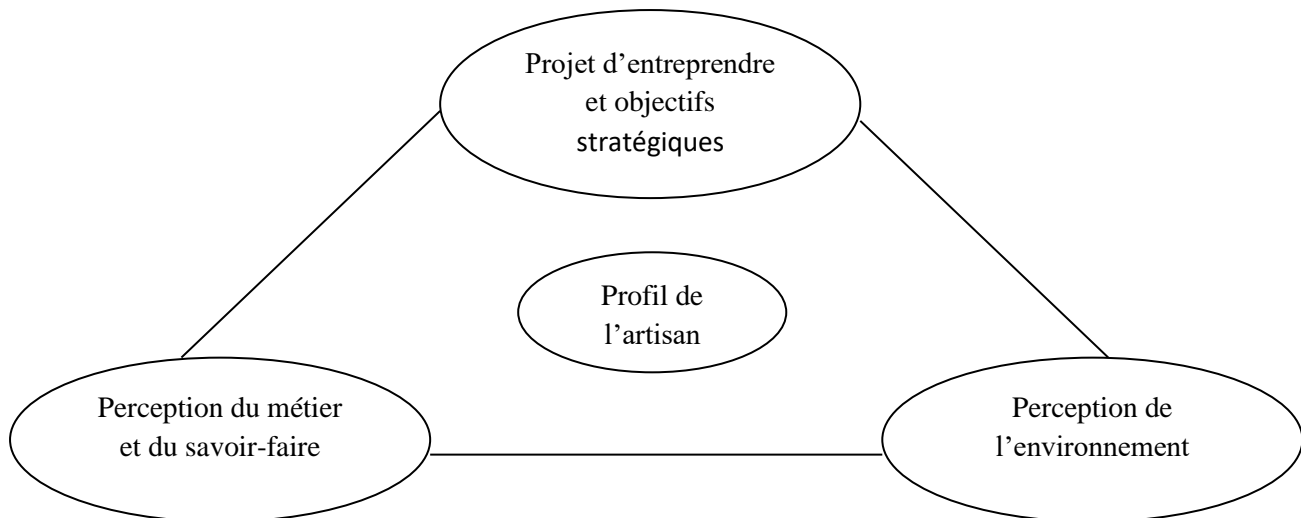 Projet d’entreprendre
et objectifs
stratégiques
Profil de
l’artisan
Perception du métier
et du savoir-faire
Perception de
l’environnement